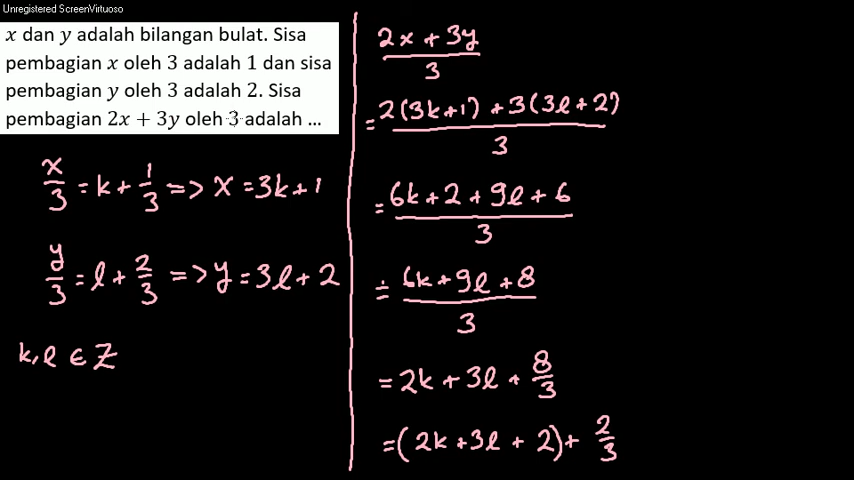 Unregistered ScreenVirtuoso
x dan y adalah bilangan bulat. Sisa
pembagian x oleh 3 adalah 1 dan sisa
pembagian y oleh 3 adalah 2. Sisa
pembagian 2x + 3y oleh 3 adalah ...
x/3 = k + 1/3 => x = 3k+1
y/3 = l + 2/3 => y = 3l + 2
k, l ∈ Z
(2x + 3y)/3
= (2(3k+1) + 3(3l+2))/3
= (6k + 2 + 9l + 6)/3
= (6k + 9l + 8)/3
= 2k + 3l + 8/3
= (2k + 3l + 2) + 2/3